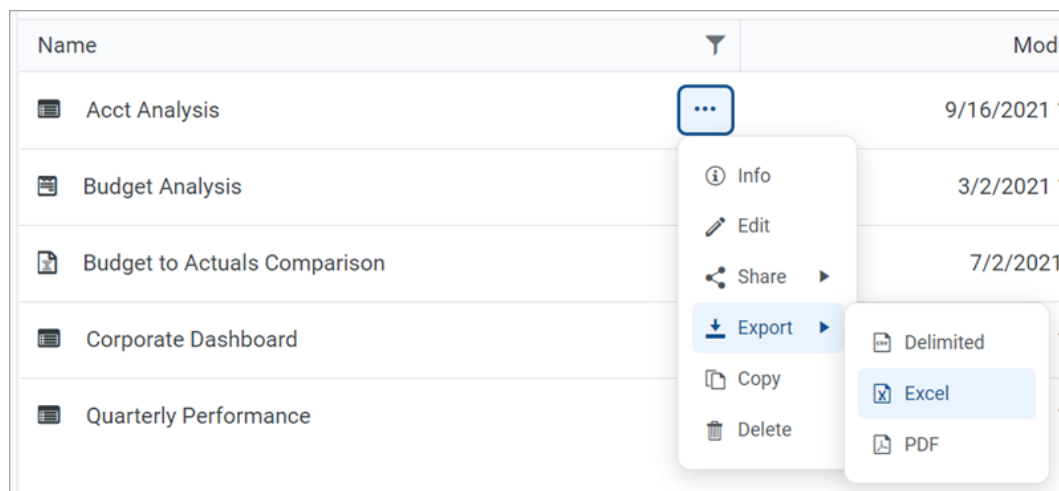 Name Mod
Acct Analysis ... 9/16/2021
Info
Budget Analysis 3/2/2021
Edit
Budget to Actuals Comparison 7/2/2021
Share
Export
Corporate Dashboard
Delimited
Copy
Excel
Quarterly Performance
Delete
PDF